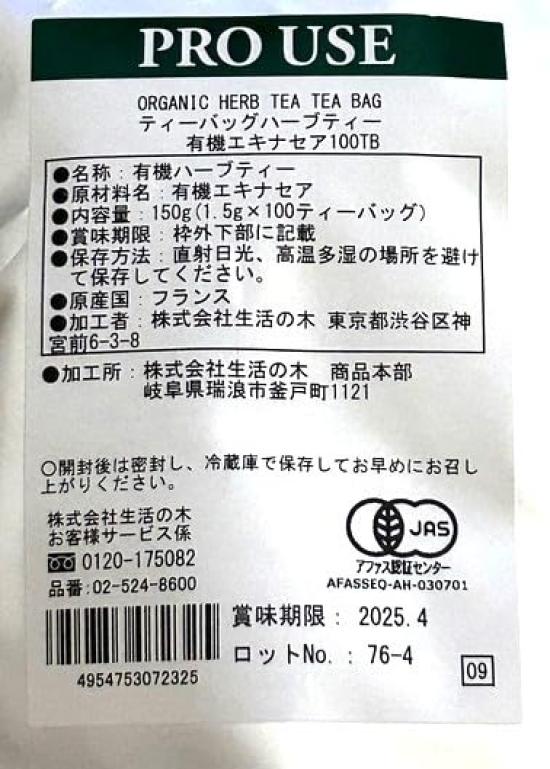 PRO USE
ORGANIC HERB TEA TEA BAG
ティーバッグハーブティー
有機エキナセア100TB
●名称：有機ハーブティー
●原材料名：有機エキナセア
●内容量：150g(1.5g×100ティーバッグ)
●賞味期限：枠外下部に記載
●保存方法：直射日光、高温多湿の場所を避け
て保存してください。
●原産国：フランス
●加工者：株式会社生活の木 東京都渋谷区神
宮前6-3-8
●加工所：株式会社生活の木 商品本部
岐阜県瑞浪市釜戸町1121
○開封後は密封し、冷蔵庫で保存してお早めにお召し
上がりください。
株式会社生活の木
お客様サービス係
0120-175082
品番:02-524-8600
JAS
アファス認証センター
AFASSEQ-AH-030701
4954753072325
賞味期限：2025.4
ロットNo.：76-4
09